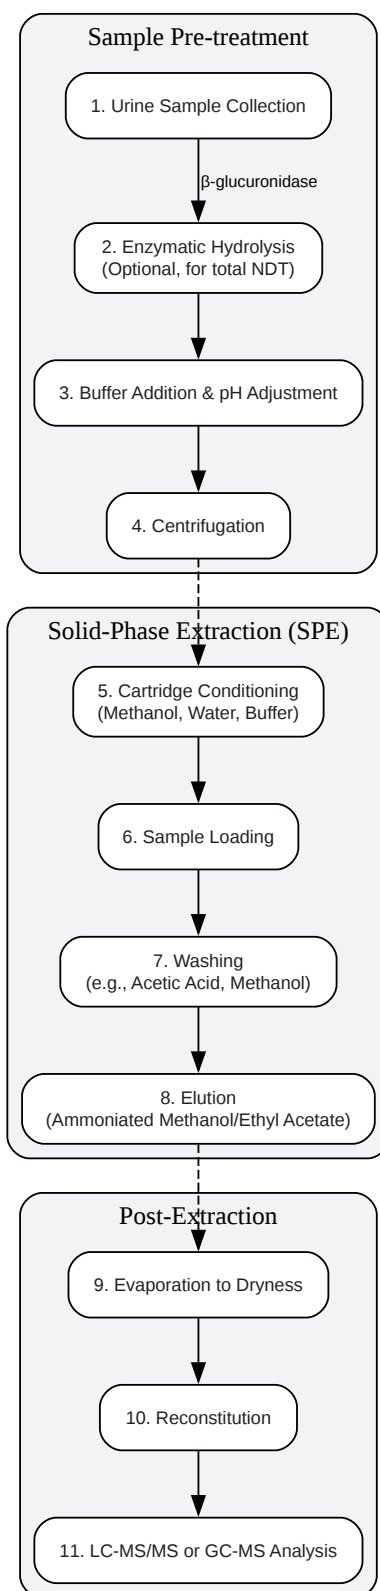 Sample Pre-treatment
1. Urine Sample Collection
β-glucuronidase
2. Enzymatic Hydrolysis
(Optional, for total NDT)
3. Buffer Addition & pH Adjustment
4. Centrifugation
Solid-Phase Extraction (SPE)
5. Cartridge Conditioning
(Methanol, Water, Buffer)
6. Sample Loading
7. Washing
(e.g., Acetic Acid, Methanol)
8. Elution
(Ammoniated Methanol/Ethyl Acetate)
Post-Extraction
9. Evaporation to Dryness
10. Reconstitution
11. LC-MS/MS or GC-MS Analysis